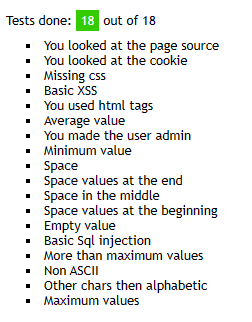 Tests done: 18 out of 18
You looked at the page source
You looked at the cookie
Missing css
Basic XSS
You used html tags
Average value
You made the user admin
Minimum value
Space
Space values at the end
Space in the middle
Space values at the beginning
Empty value
Basic Sql injection
More than maximum values
Non ASCII
Other chars then alphabetic
Maximum values